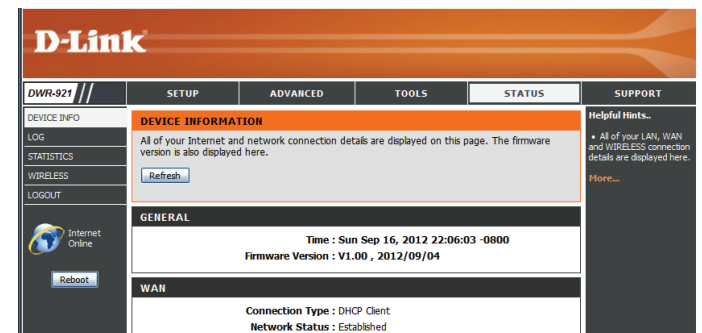 D-Link
DWR-921 //
SETUP
ADVANCED
TOOLS
STATUS
SUPPORT
DEVICE INFO
LOG
STATISTICS
WIRELESS
LOGOUT
Internet
Online
Reboot
DEVICE INFORMATION
All of your Internet and network connection details are displayed on this page. The firmware
version is also displayed here.
Refresh
GENERAL
Time : Sun Sep 16, 2012 22:06:03 -0800
Firmware Version : V1.00 , 2012/09/04
WAN
Connection Type : DHCP Client
Network Status : Established
Helpful Hints..
• All of your LAN, WAN
and WIRELESS connection
details are displayed here.
More...